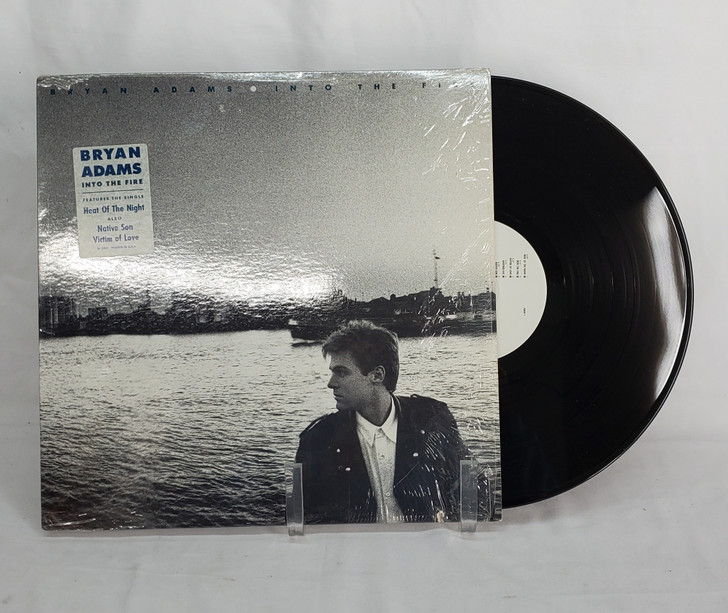 BRYAN ADAMS INTO THE Fi
BRYAN
ADAMS
INTO THE FIRE
FEATURES THE SINGLE
Heat Of The Night
ALSO
Native Son
Victim of Love